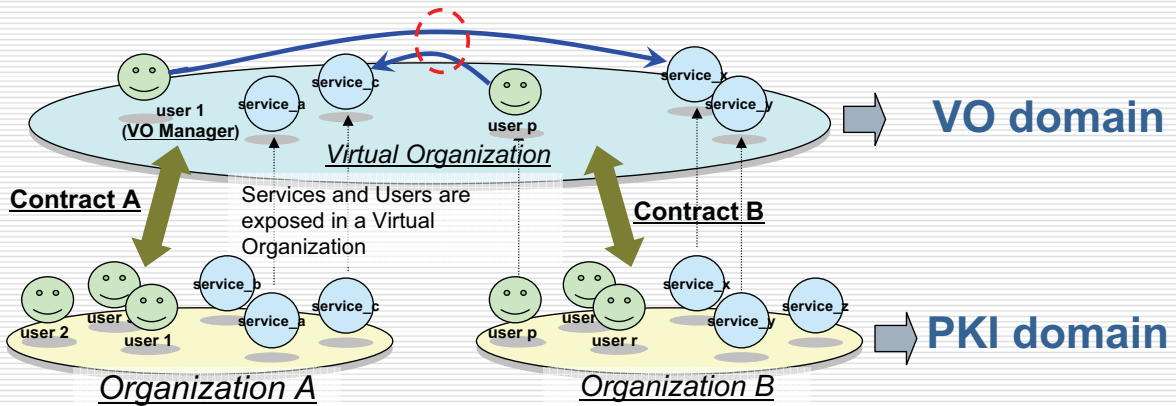 service_x
service_c
service_a
service_y
user 1
(VO Manager)
user p
Virtual Organization
VO domain
Contract A
Services and Users are
exposed in a Virtual
Organization
Contract B
service_b
service_x
user 2
user
service_a
service_c
user 1
user p
user
user r
service_y
service_z
PKI domain
Organization A
Organization B